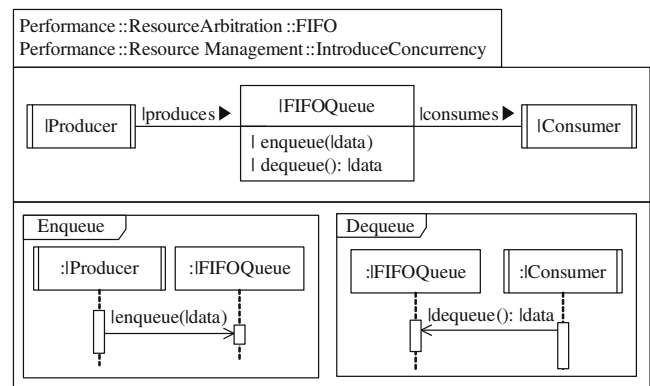 Performance::ResourceArbitration::FIFO
Performance::Resource Management::IntroduceConcurrency
|Producer
|produces▶
|FIFOQueue
| enqueue(|data)
| dequeue(): |data
|consumes▶
|Consumer
Enqueue
:|Producer
:|FIFOQueue
|enqueue(|data)
Dequeue
:|FIFOQueue
:|Consumer
|dequeue(): |data